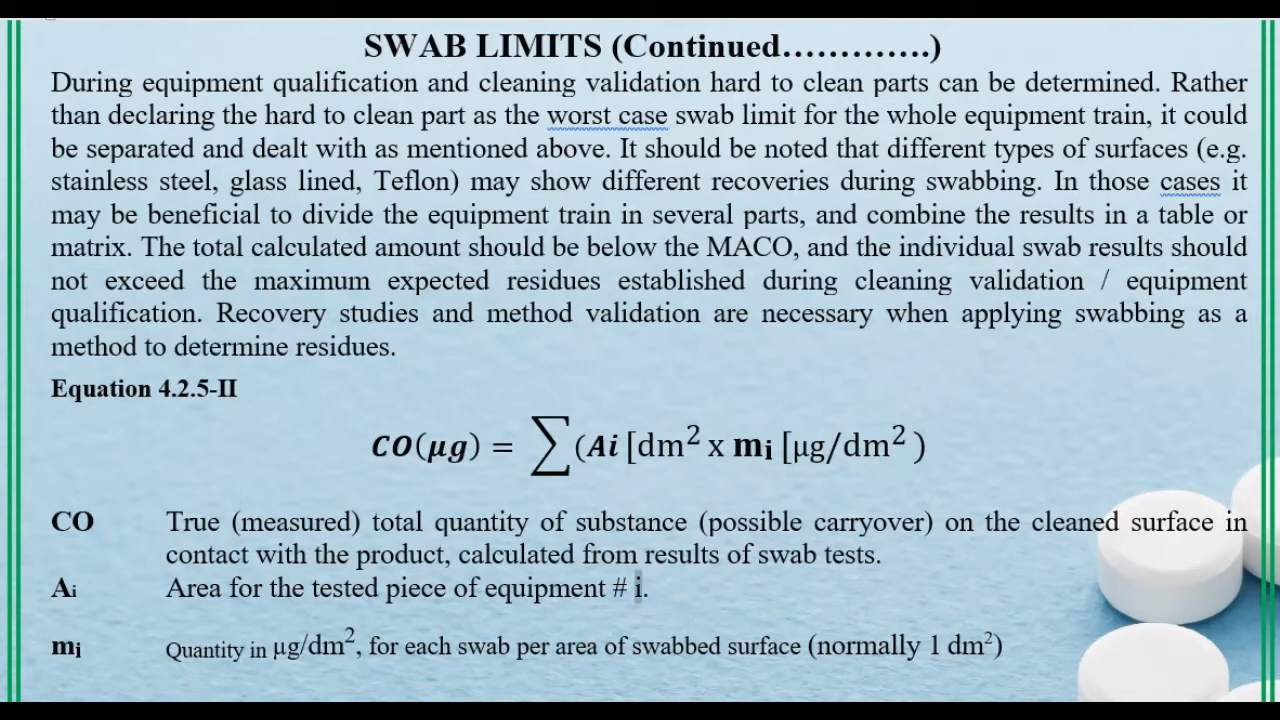 SWAB LIMITS (Continued………….)
During equipment qualification and cleaning validation hard to clean parts can be determined. Rather
than declaring the hard to clean part as the worst case swab limit for the whole equipment train, it could
be separated and dealt with as mentioned above. It should be noted that different types of surfaces (e.g.
stainless steel, glass lined, Teflon) may show different recoveries during swabbing. In those cases it
may be beneficial to divide the equipment train in several parts, and combine the results in a table or
matrix. The total calculated amount should be below the MACO, and the individual swab results should
not exceed the maximum expected residues established during cleaning validation / equipment
qualification. Recovery studies and method validation are necessary when applying swabbing as a
method to determine residues.
Equation 4.2.5-II
CO(μg) = ∑(Ai [dm² x mi [μg/dm² )
CO True (measured) total quantity of substance (possible carryover) on the cleaned surface in
contact with the product, calculated from results of swab tests.
Ai Area for the tested piece of equipment # i.
mi Quantity in μg/dm², for each swab per area of swabbed surface (normally 1 dm²)